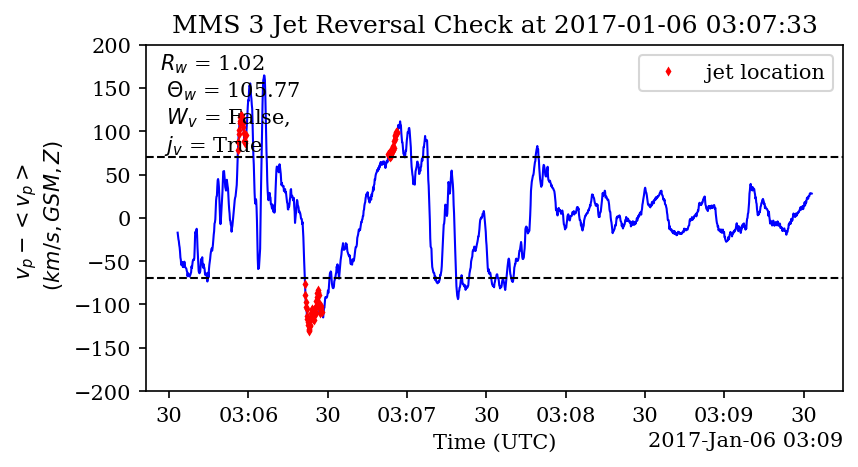 MMS 3 Jet Reversal Check at 2017-01-06 03:07:33
200
150
100
50
0
−50
−100
−150
−200
v_p − < v_p >
(km/s, GSM, Z)
R_w = 1.02
Θ_w = 105.77
W_v = False,
j_v = True
jet location
30 03:06 30 03:07 30 03:08 30 03:09 30
Time (UTC)
2017-Jan-06 03:09